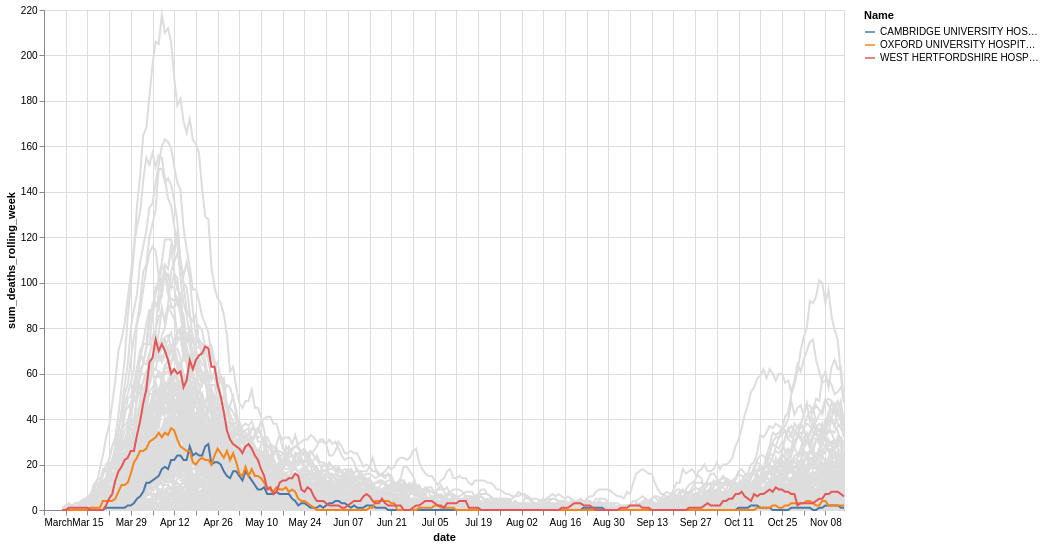 220
200
180
160
140
120
100
80
60
40
20
0
sum_deaths_rolling_week
March Mar 15 Mar 29 Apr 12 Apr 26 May 10 May 24 Jun 07 Jun 21 Jul 05 Jul 19 Aug 02 Aug 16 Aug 30 Sep 13 Sep 27 Oct 11 Oct 25 Nov 08
date
Name
CAMBRIDGE UNIVERSITY HOS…
OXFORD UNIVERSITY HOSPIT…
WEST HERTFORDSHIRE HOSP…